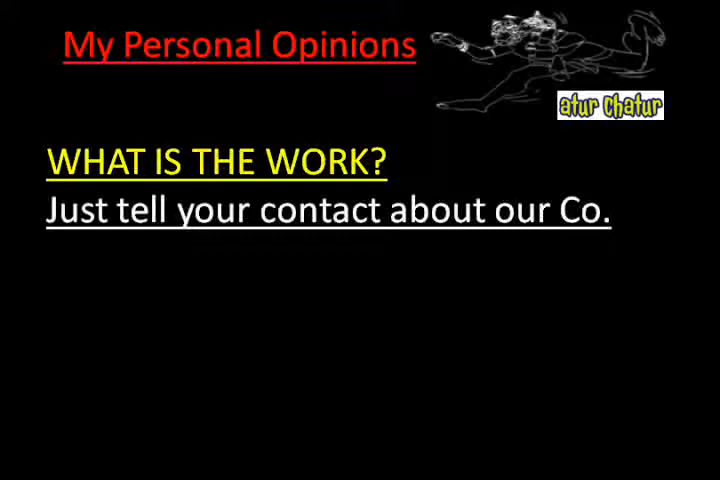 My Personal Opinions
atur chatur
WHAT IS THE WORK?
Just tell your contact about our Co.